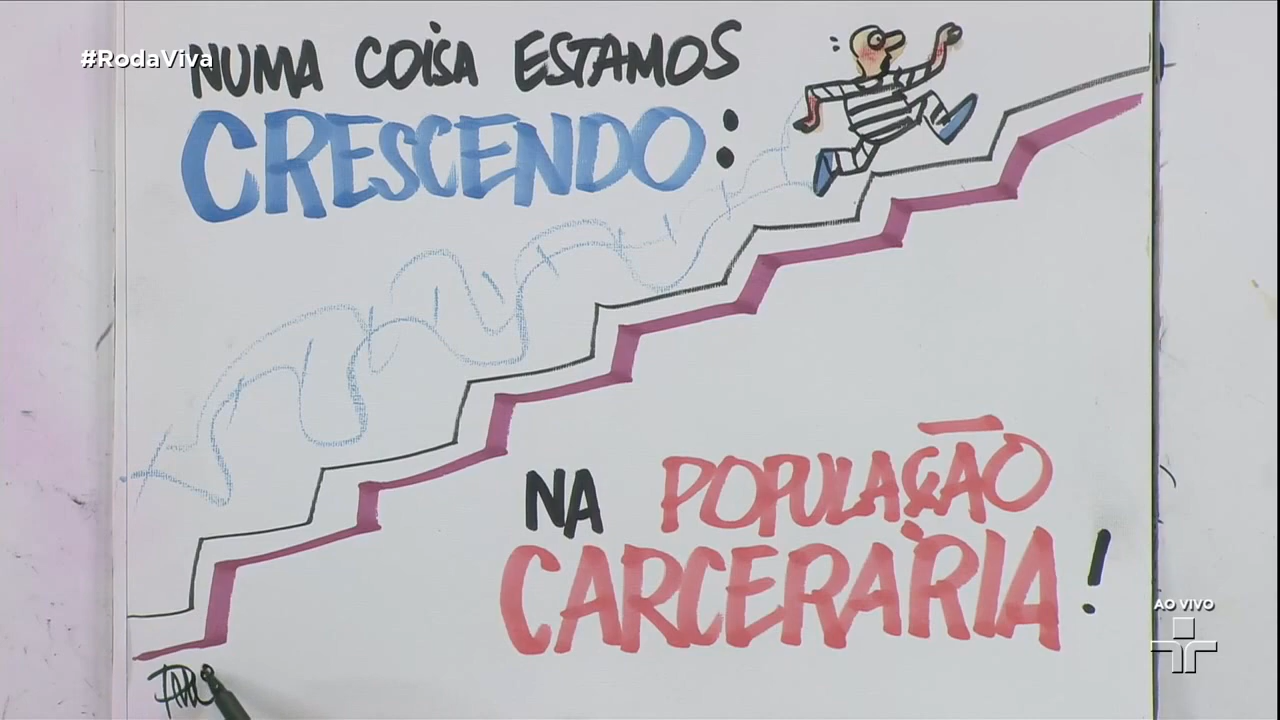 #RodaViva
NUMA COISA ESTAMOS
CRESCENDO:
NA POPULAÇÃO
CARCERÁRIA!
AO VIVO